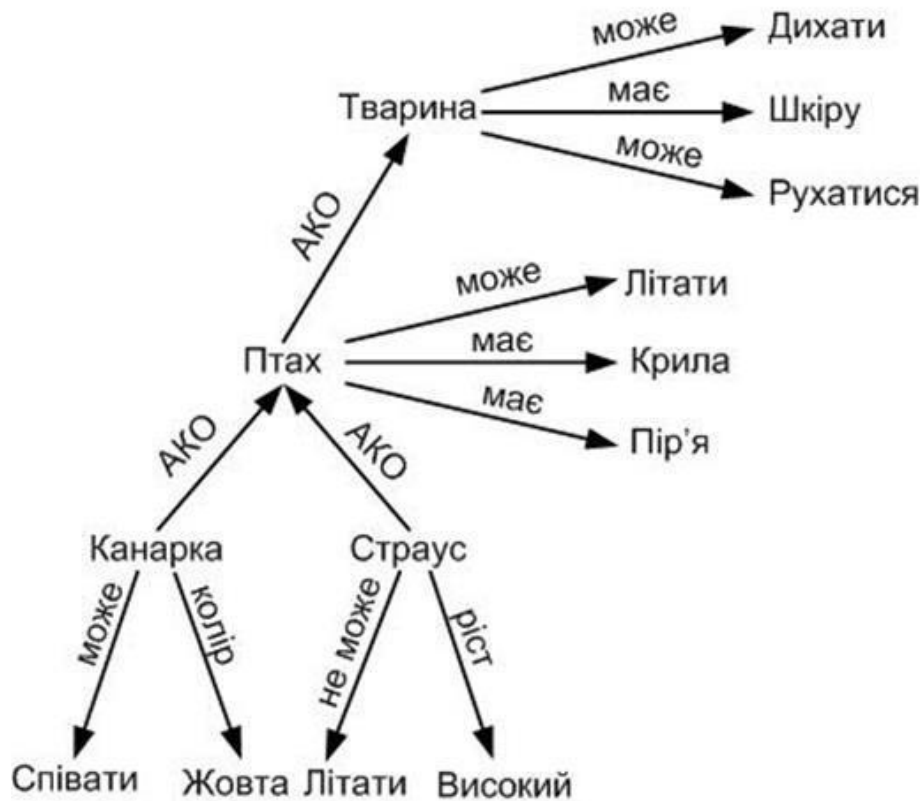 може
Дихати
Тварина
має
Шкіру
може
Рухатися
АКО
може
Літати
Птах
має
Крила
має
Пір’я
АКО
АКО
Канарка
Страус
може
колір
не може
ріст
Співати
Жовта
Літати
Високий